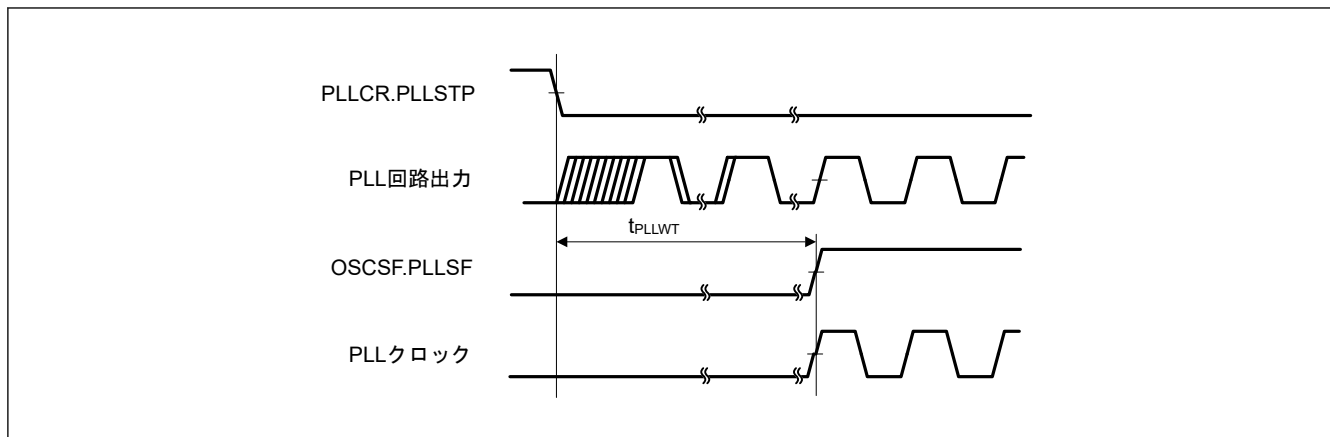 PLLCR.PLLSTP
PLL回路出力
tPLLWT
OSCSF.PLLSF
PLLクロック